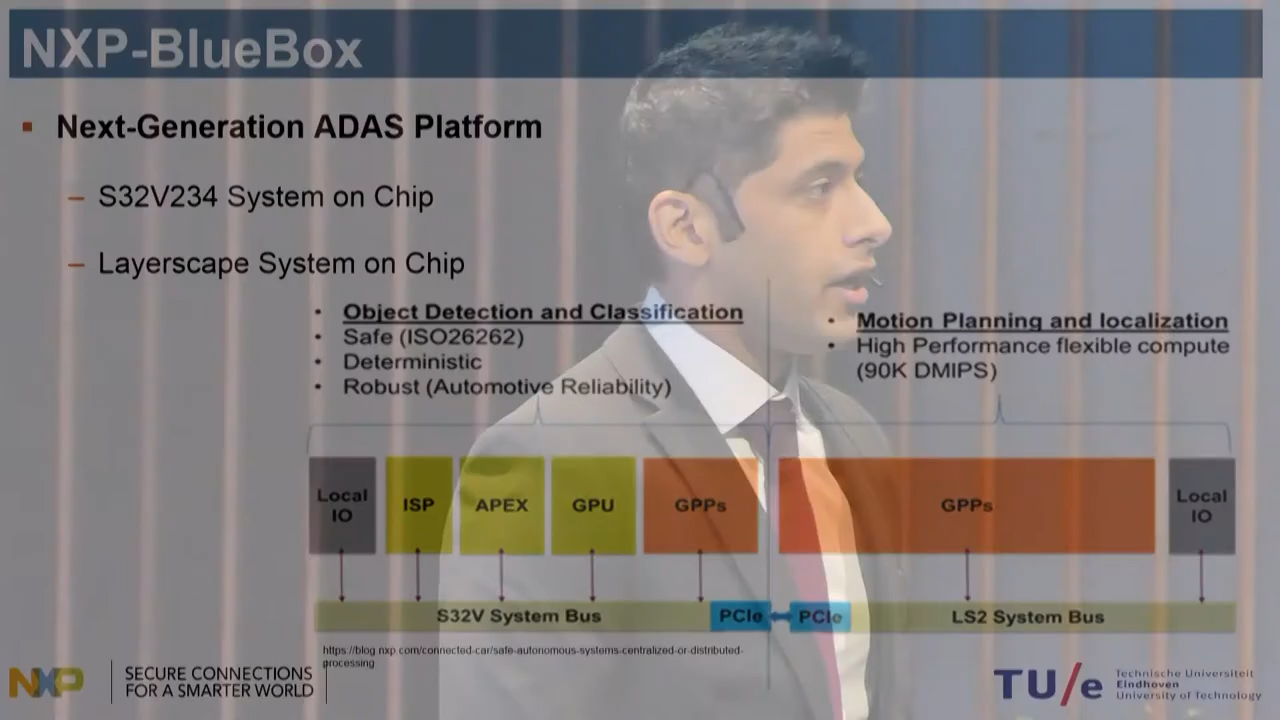 NXP-BlueBox
▪ Next-Generation ADAS Platform
– S32V234 System on Chip
– Layerscape System on Chip
• Object Detection and Classification
• Safe (ISO26262)
• Deterministic
• Robust (Automotive Reliability)
• Motion Planning and localization
• High Performance flexible compute
(90K DMIPS)
Local
IO
ISP
APEX
GPU
GPPs
GPPs
Local
IO
S32V System Bus
PCIe
PCIe
LS2 System Bus
https://blog.nxp.com/connected-car/safe-autonomous-systems-centralized-or-distributed-
processing
NXP
SECURE CONNECTIONS
FOR A SMARTER WORLD
TU/e
Technische Universiteit
Eindhoven
University of Technology